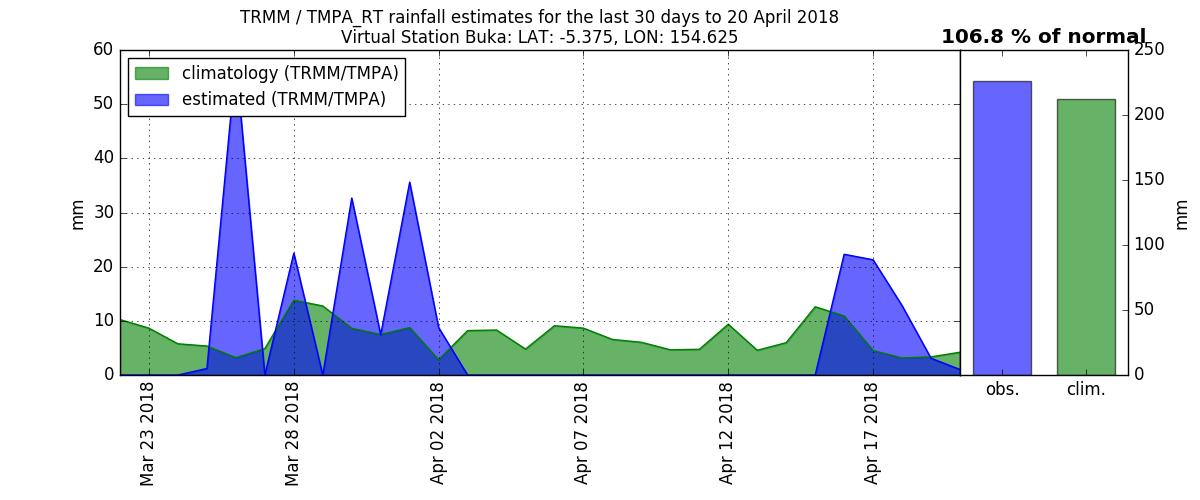 TRMM / TMPA_RT rainfall estimates for the last 30 days to 20 April 2018
Virtual Station Buka: LAT: -5.375, LON: 154.625
106.8 % of normal
climatology (TRMM/TMPA)
estimated (TRMM/TMPA)
60
50
40
30
20
10
0
mm
Mar 23 2018
Mar 28 2018
Apr 02 2018
Apr 07 2018
Apr 12 2018
Apr 17 2018
250
200
150
100
50
0
mm
obs.
clim.